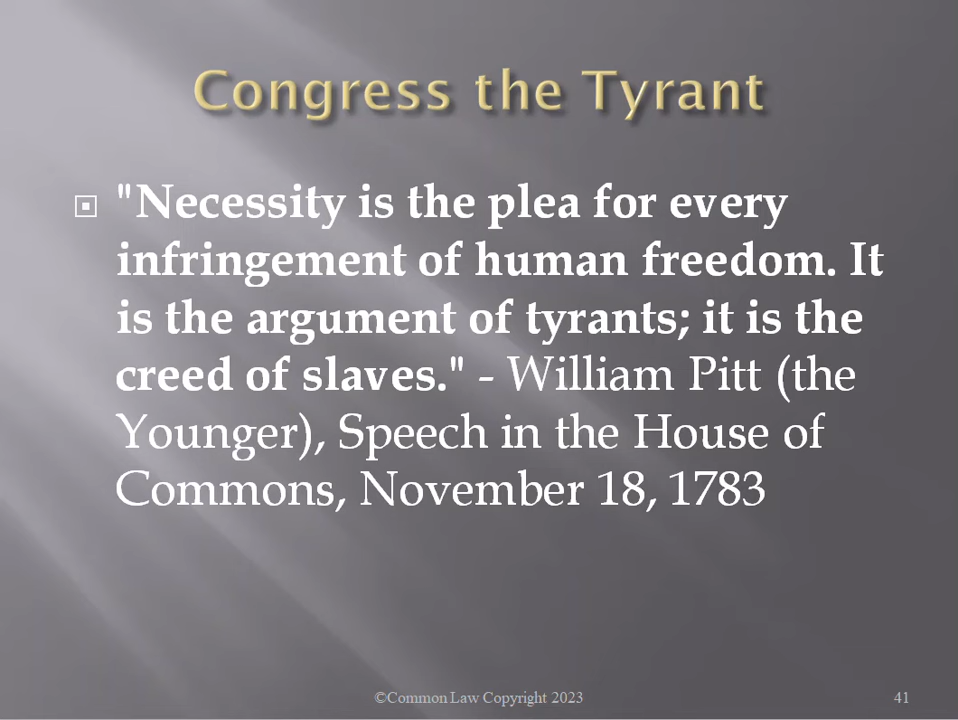 Congress the Tyrant
"Necessity is the plea for every
infringement of human freedom. It
is the argument of tyrants; it is the
creed of slaves." - William Pitt (the
Younger), Speech in the House of
Commons, November 18, 1783
©Common Law Copyright 2023
41